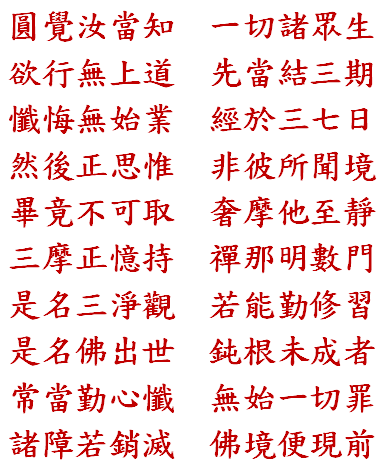 圓覺汝當知　一切諸眾生
欲行無上道　先當結三期
懺悔無始業　經於三七日
然後正思惟　非彼所聞境
畢竟不可取　奢摩他至靜
三摩正憶持　禪那明數門
是名三淨觀　若能勤修習
是名佛出世　鈍根未成者
常當勤心懺　無始一切罪
諸障若銷滅　佛境便現前